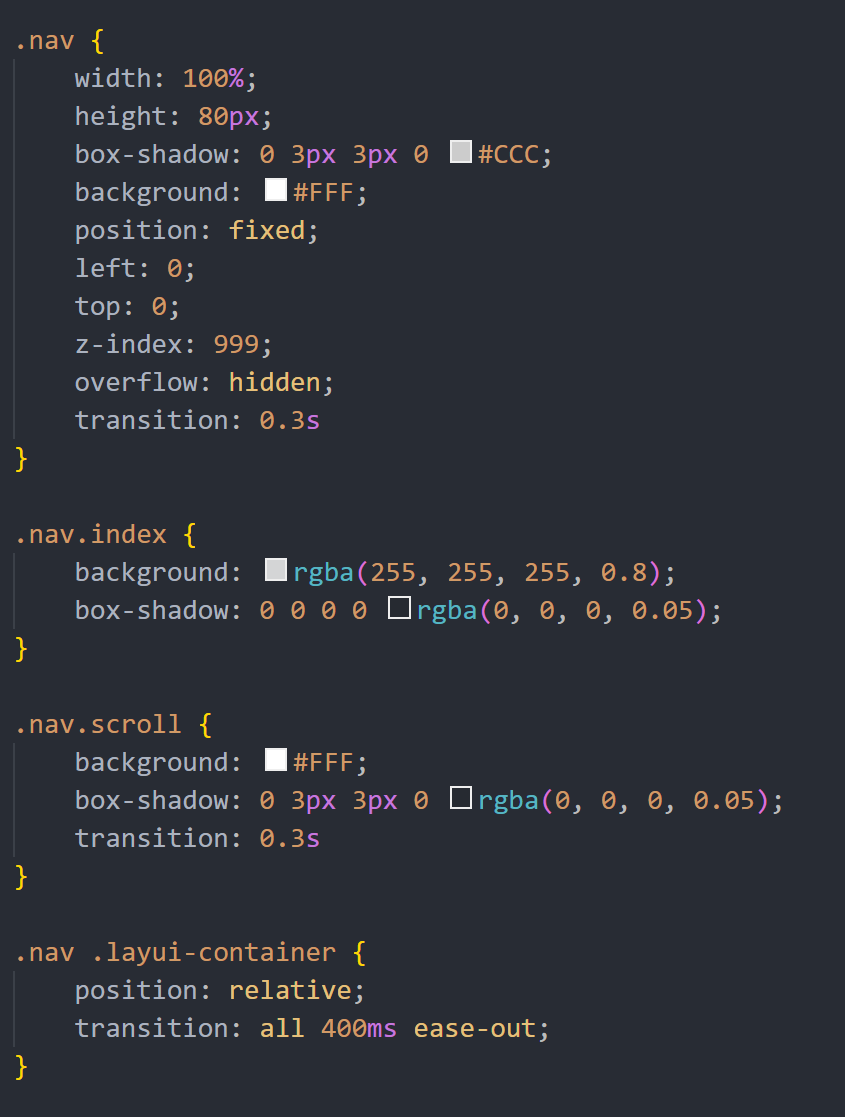 .nav {
    width: 100%;
    height: 80px;
    box-shadow: 0 3px 3px 0 #CCC;
    background: #FFF;
    position: fixed;
    left: 0;
    top: 0;
    z-index: 999;
    overflow: hidden;
    transition: 0.3s
}

.nav.index {
    background: rgba(255, 255, 255, 0.8);
    box-shadow: 0 0 0 0 rgba(0, 0, 0, 0.05);
}

.nav.scroll {
    background: #FFF;
    box-shadow: 0 3px 3px 0 rgba(0, 0, 0, 0.05);
    transition: 0.3s
}

.nav .layui-container {
    position: relative;
    transition: all 400ms ease-out;
}